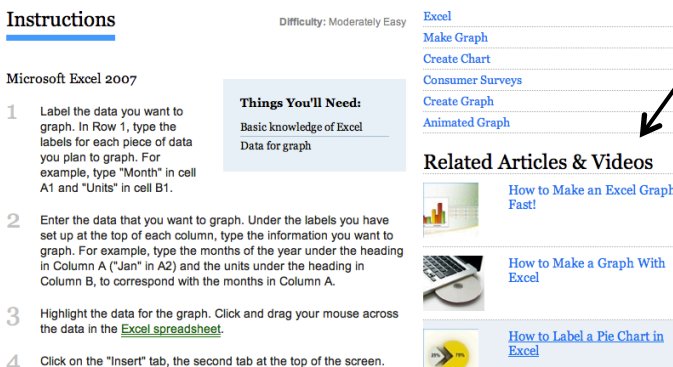 Instructions
Difficulty: Moderately Easy
Microsoft Excel 2007
Things You'll Need:
Basic knowledge of Excel
Data for graph
1 Label the data you want to
graph. In Row 1, type the
labels for each piece of data
you plan to graph. For
example, type "Month" in cell
A1 and "Units" in cell B1.
2 Enter the data that you want to graph. Under the labels you have
set up at the top of each column, type the information you want to
graph. For example, type the months of the year under the heading
in Column A ("Jan" in A2) and the units under the heading in
Column B, to correspond with the months in Column A.
3 Highlight the data for the graph. Click and drag your mouse across
the data in the Excel spreadsheet.
4 Click on the "Insert" tab, the second tab at the top of the screen.
Excel
Make Graph
Create Chart
Consumer Surveys
Create Graph
Animated Graph
Related Articles & Videos
How to Make an Excel Graph
Fast!
How to Make a Graph With
Excel
How to Label a Pie Chart in
Excel